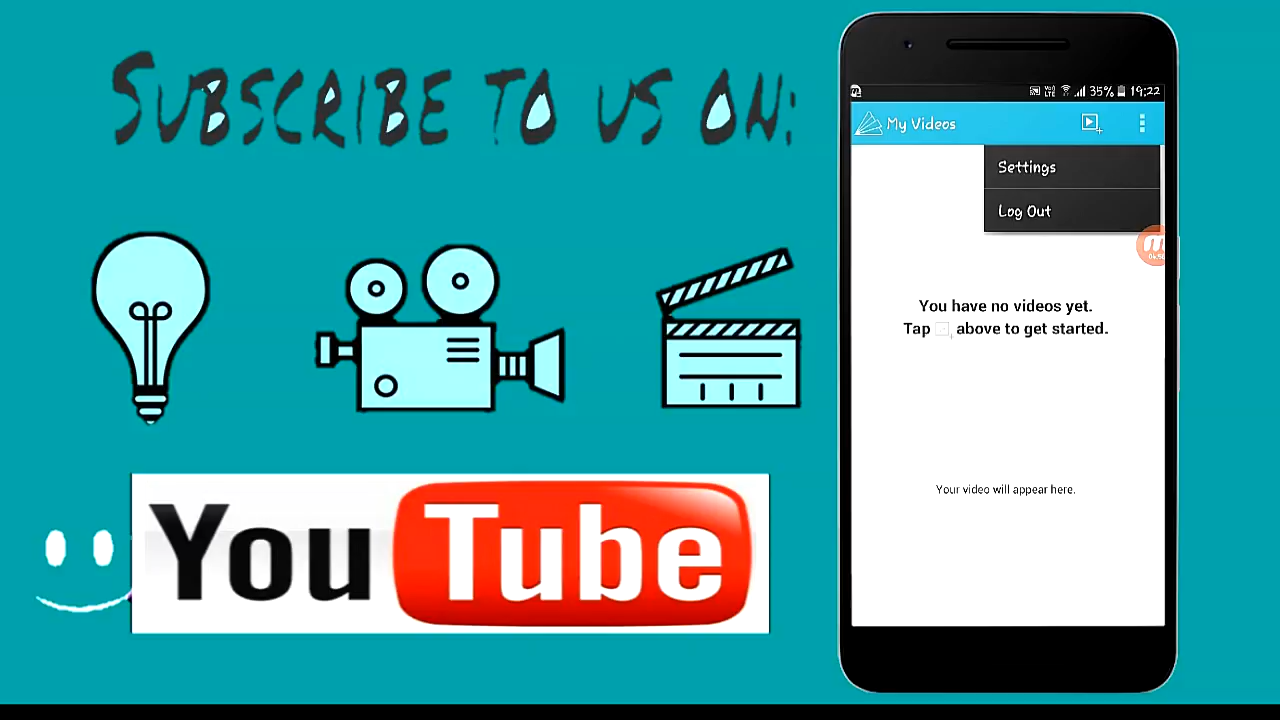 SUBSCRIBE TO US ON:
YouTube
35% 19:22
My Videos
Settings
Log Out
You have no videos yet.
Tap above to get started.
Your video will appear here.